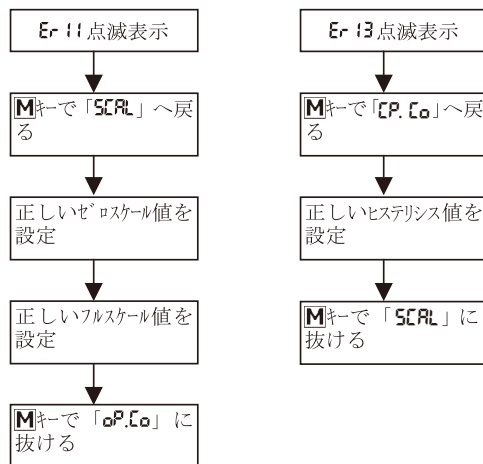 Er 11点滅表示
Mキーで「SCAL」へ戻
る
正しいｾﾞﾛｽｹｰﾙ値を
設定
正しいﾌﾙｽｹｰﾙ値を
設定
Mキーで「oP.Co」に
抜ける
Er 13点滅表示
Mキーで「CP.Co」へ戻
る
正しいﾋｽﾃﾘｼｽ値を
設定
Mキーで「SCAL」に
抜ける